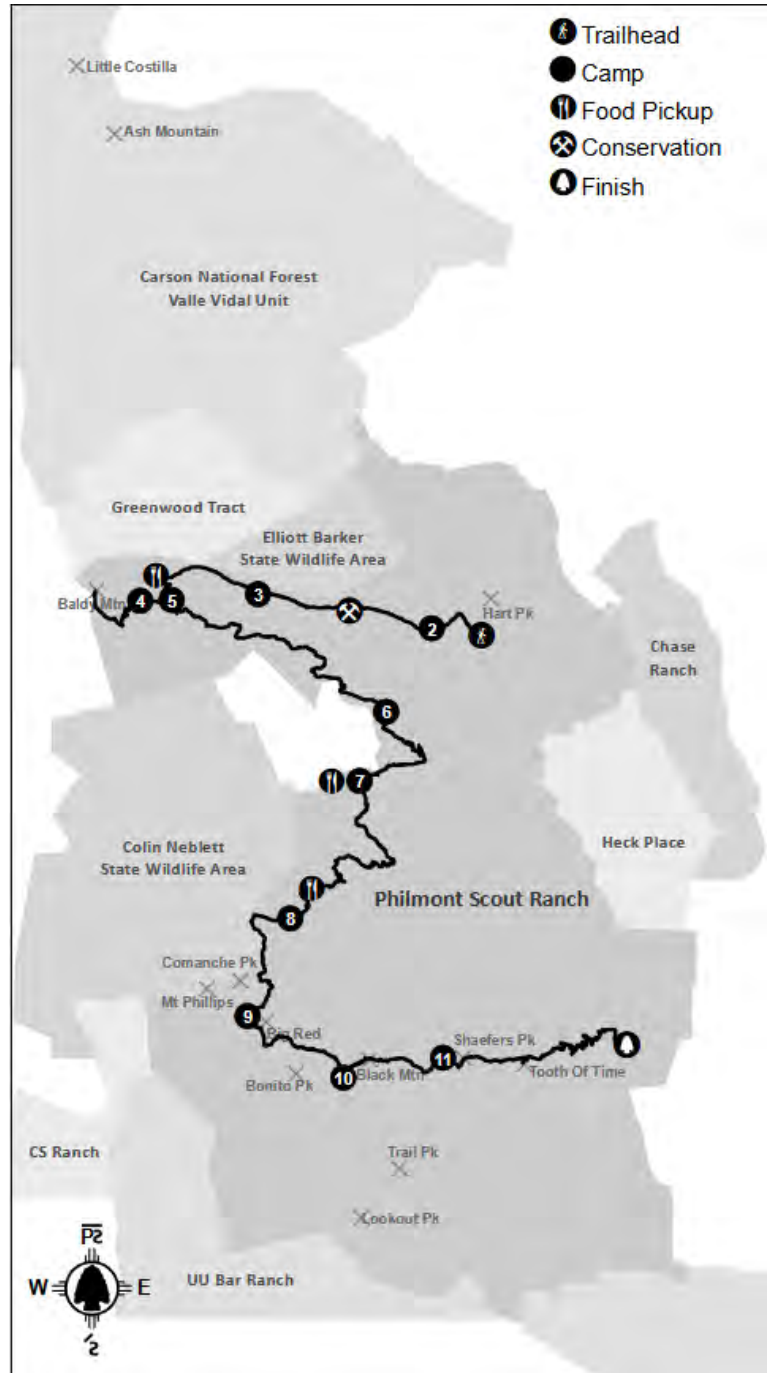 Trailhead
Camp
Food Pickup
Conservation
Finish
Little Costilla
Ash Mountain
Carson National Forest
Valle Vidal Unit
Greenwood Tract
Elliott Barker
State Wildlife Area
Baldy Mtn
4
5
3
2
Hart Pk
Chase
Ranch
6
7
Heck Place
Colin Neblett
State Wildlife Area
Philmont Scout Ranch
8
Comanche Pk
Mt Phillips
9
Big Red
Shaefers Pk
11
Bonito Pk
10
Black Mtn
Tooth Of Time
Trail Pk
CS Ranch
Lookout Pk
UU Bar Ranch
W
E